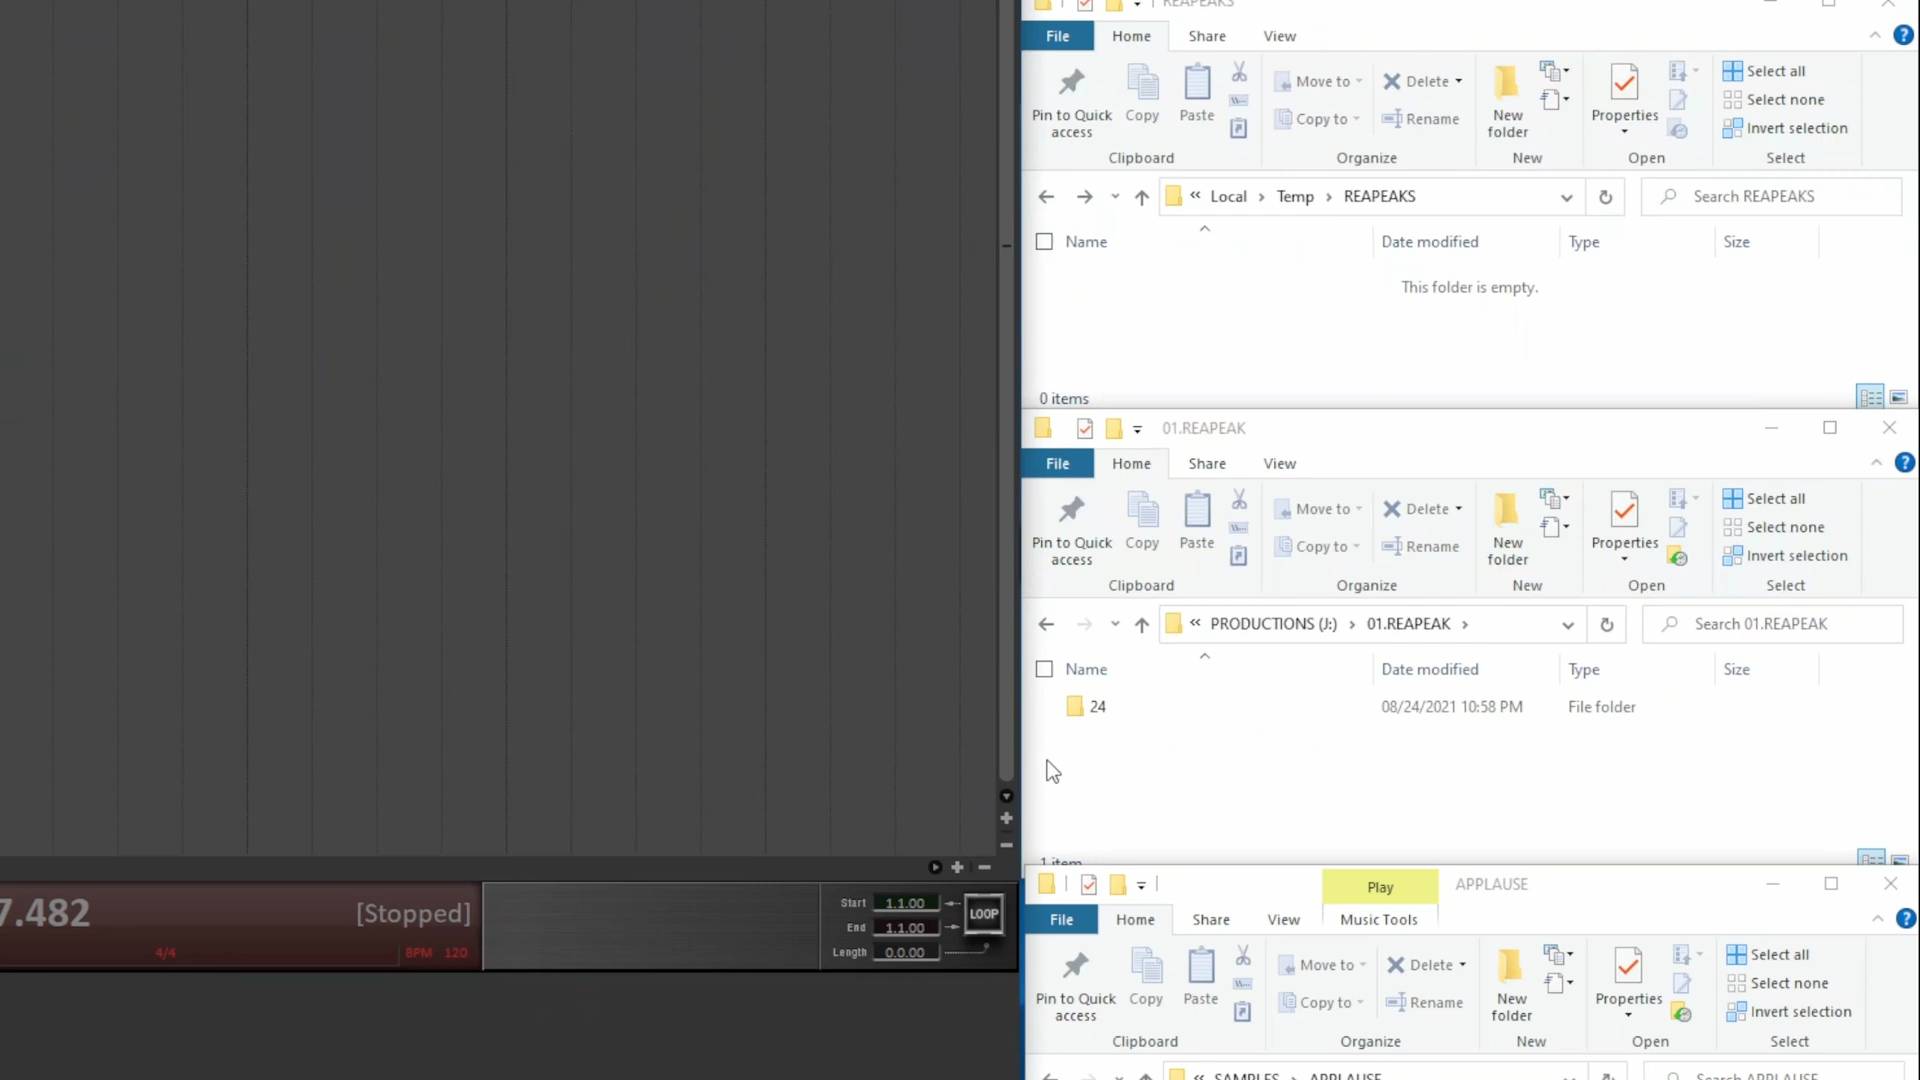 REAPEAKS
File Home Share View
Pin to Quick access
Copy
Paste
Move to
Copy to
Delete
Rename
New folder
Properties
Select all
Select none
Invert selection
Clipboard Organize New Open Select
« Local › Temp › REAPEAKS
Search REAPEAKS
Name Date modified Type Size
This folder is empty.
0 items
01.REAPEAK
File Home Share View
Pin to Quick access
Copy
Paste
Move to
Copy to
Delete
Rename
New folder
Properties
Select all
Select none
Invert selection
Clipboard Organize New Open Select
« PRODUCTIONS (J:) › 01.REAPEAK ›
Search 01.REAPEAK
Name Date modified Type Size
24 08/24/2021 10:58 PM File folder
1 item
Play APPLAUSE
File Home Share View Music Tools
Pin to Quick access
Copy
Paste
Move to
Copy to
Delete
Rename
New folder
Properties
Select all
Select none
Invert selection
Clipboard Organize New Open Select
« SAMPLES › APPLAUSE
Search APPLAUSE
7.482 [Stopped]
4/4 BPM 120
Start 1.1.00
End 1.1.00
Length 0.0.00
LOOP